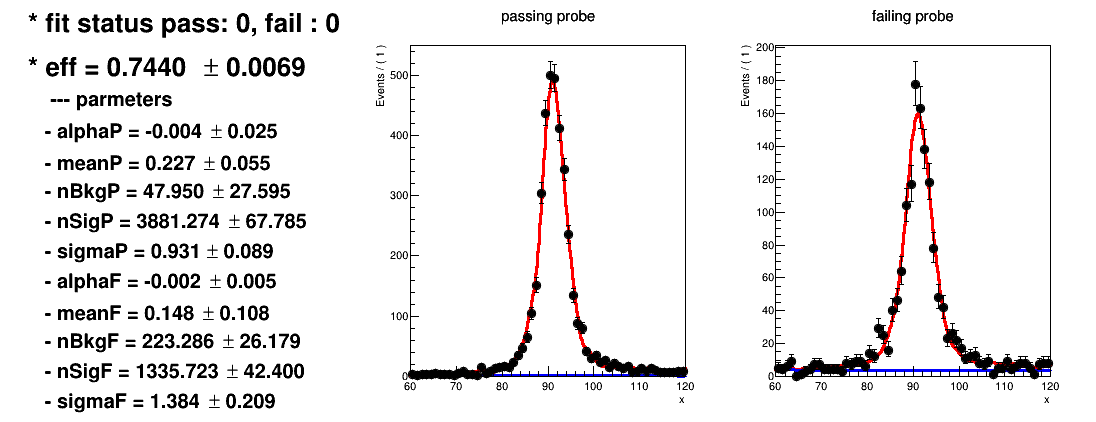 * fit status pass: 0, fail : 0
* eff = 0.7440 ± 0.0069
--- parmeters
- alphaP = -0.004 ± 0.025
- meanP = 0.227 ± 0.055
- nBkgP = 47.950 ± 27.595
- nSigP = 3881.274 ± 67.785
- sigmaP = 0.931 ± 0.089
- alphaF = -0.002 ± 0.005
- meanF = 0.148 ± 0.108
- nBkgF = 223.286 ± 26.179
- nSigF = 1335.723 ± 42.400
- sigmaF = 1.384 ± 0.209
passing probe
Events / ( 1 )
500
400
300
200
100
0
60 70 80 90 100 110 120
x
failing probe
Events / ( 1 )
200
180
160
140
120
100
80
60
40
20
0
60 70 80 90 100 110 120
x